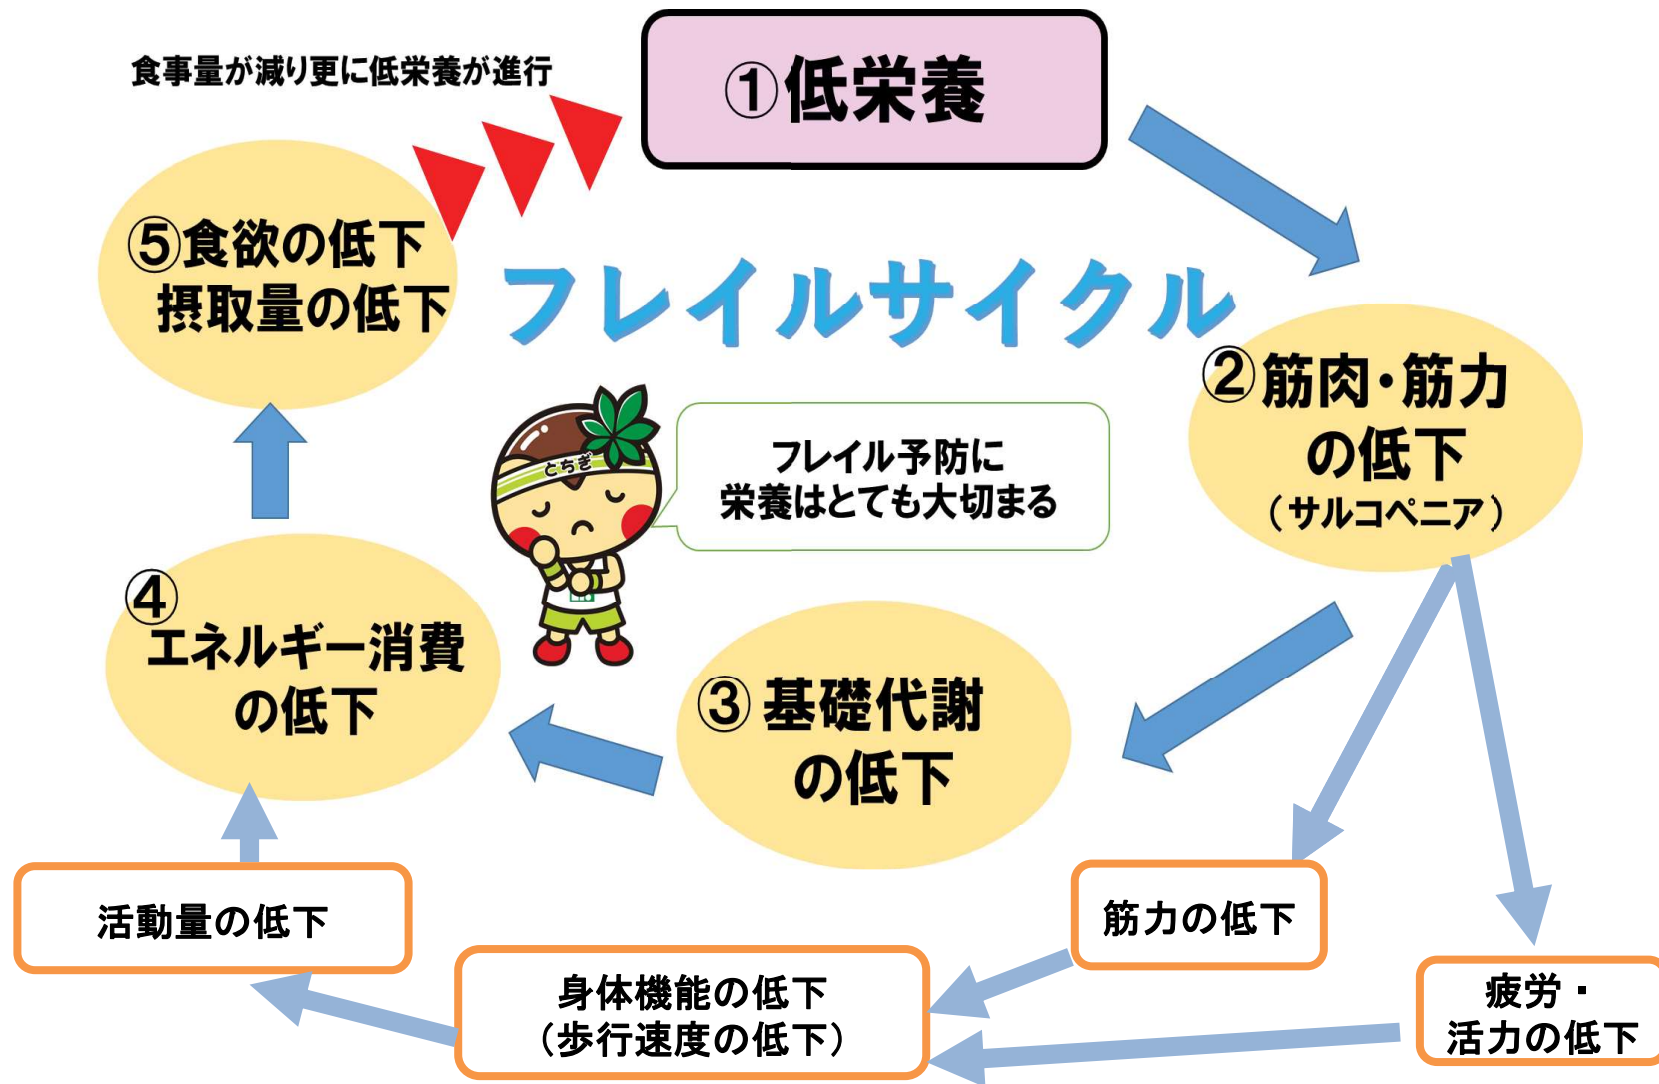 食事量が減り更に低栄養が進行
①低栄養
⑤食欲の低下
摂取量の低下
フレイルサイクル
②筋肉・筋力
の低下
（サルコペニア）
とちぎ
フレイル予防に
栄養はとても大切まる
④
エネルギー消費
の低下
③基礎代謝
の低下
活動量の低下
筋力の低下
身体機能の低下
（歩行速度の低下）
疲労・
活力の低下